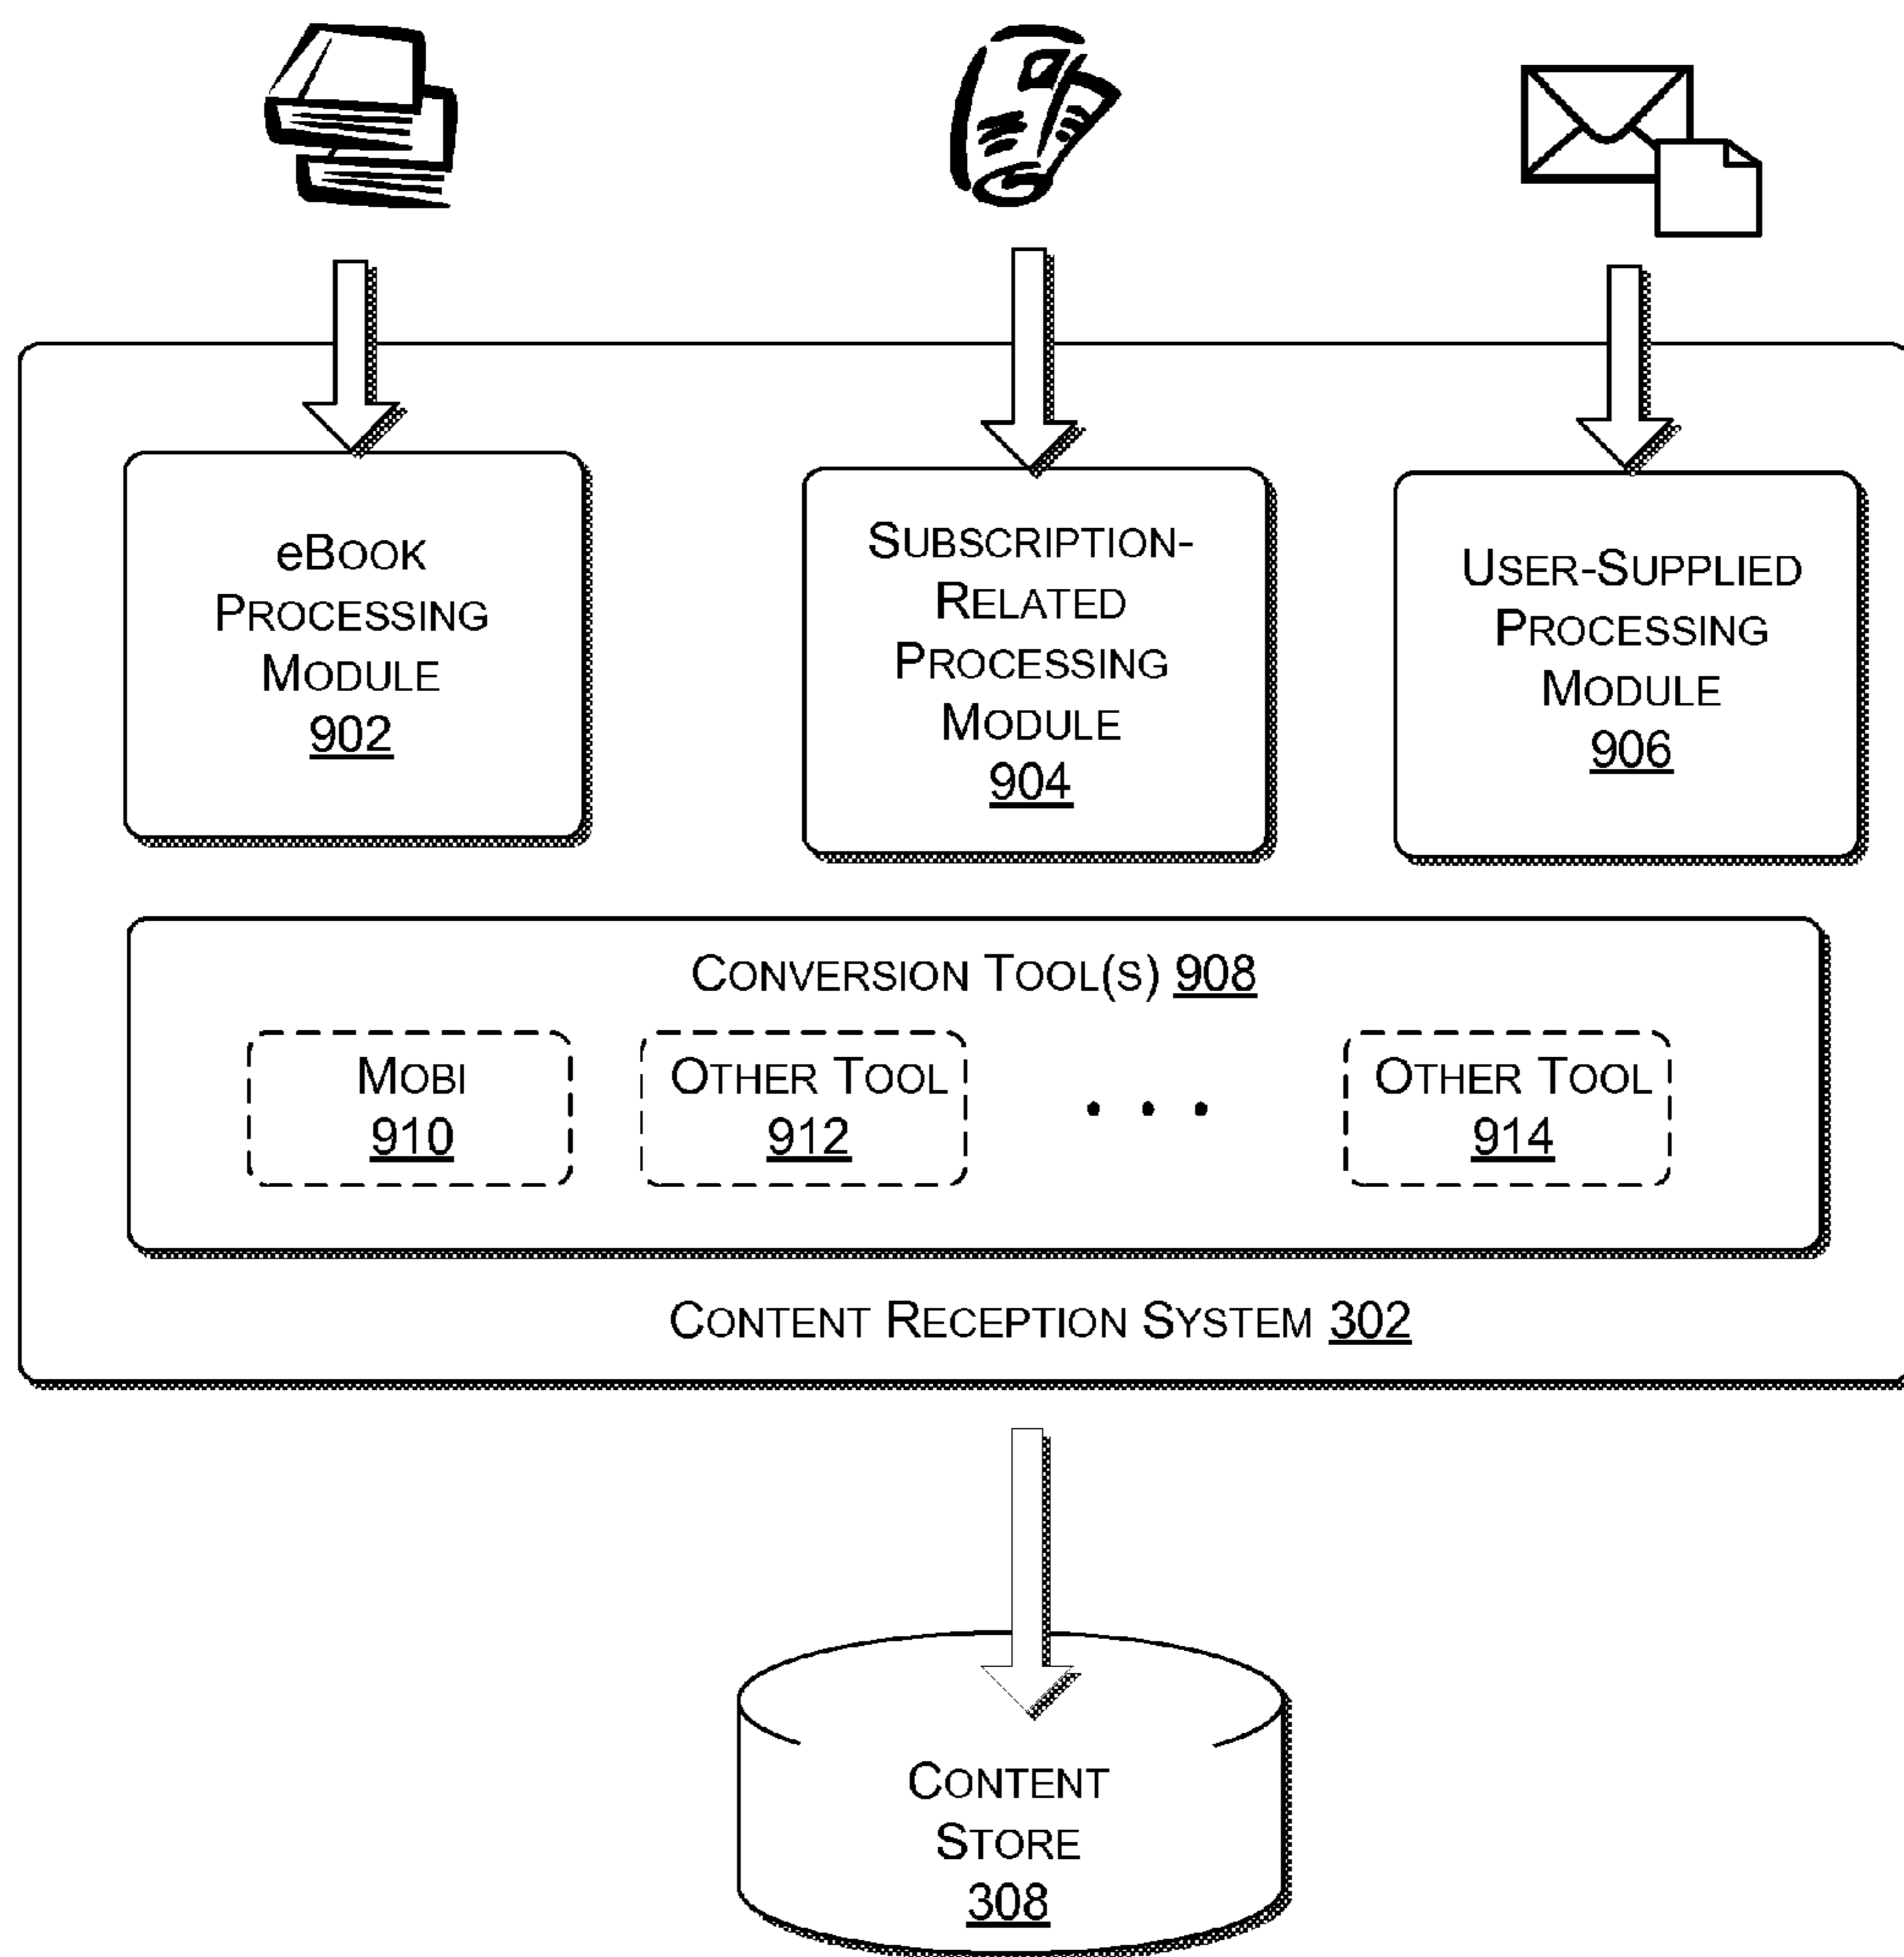 eBook
Processing
Module
902
Subscription-
Related
Processing
Module
904
User-Supplied
Processing
Module
906
Conversion Tool(s) 908
Mobi
910
Other Tool
912
. . .
Other Tool
914
Content Reception System 302
Content
Store
308